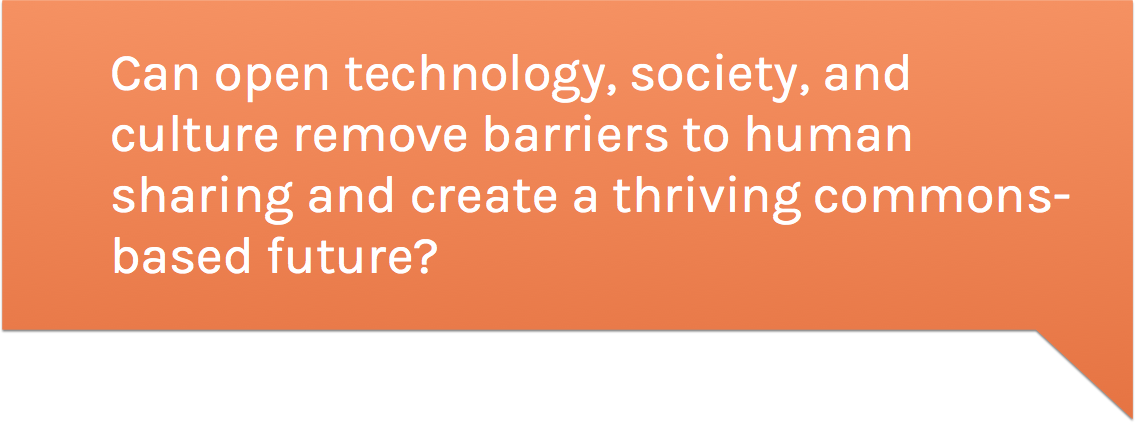 Can open technology, society, and
culture remove barriers to human
sharing and create a thriving commons-
based future?